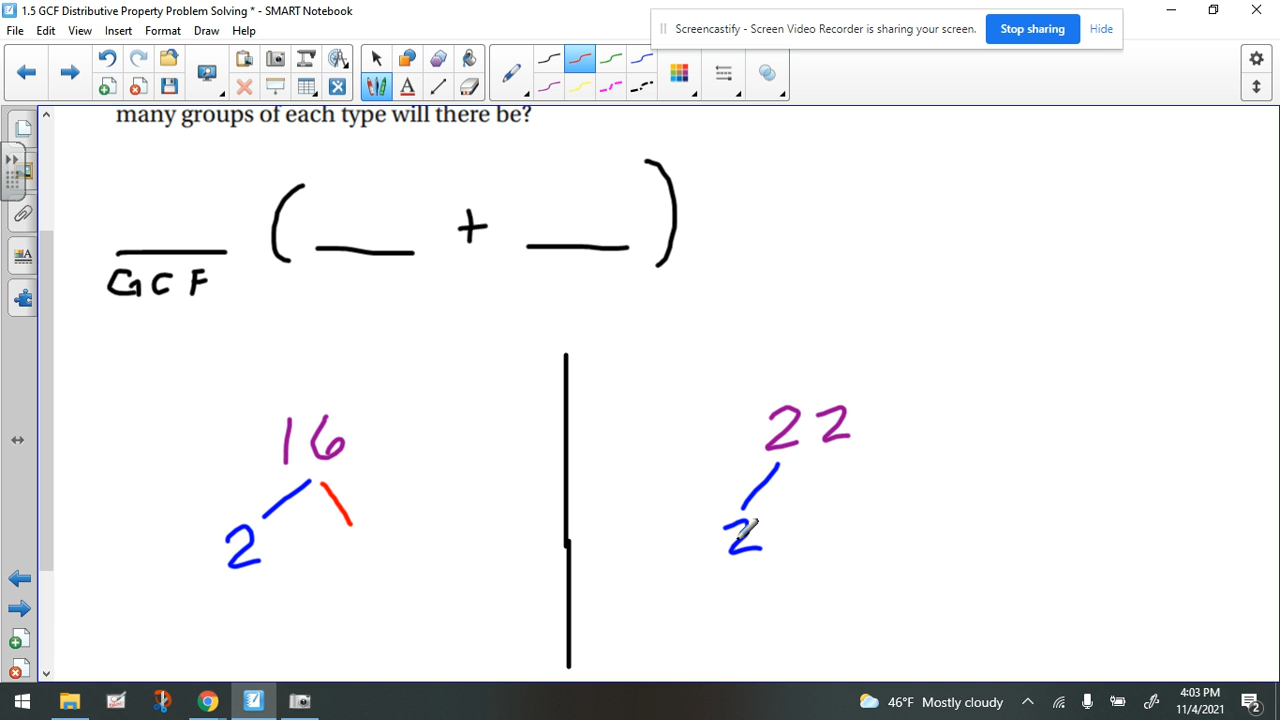 1.5 GCF Distributive Property Problem Solving * - SMART Notebook
File Edit View Insert Format Draw Help
Screencastify - Screen Video Recorder is sharing your screen. Stop sharing Hide
many groups of each type will there be?
( + )
GCF
16 22
2 2
46°F Mostly cloudy
4:03 PM
11/4/2021
2